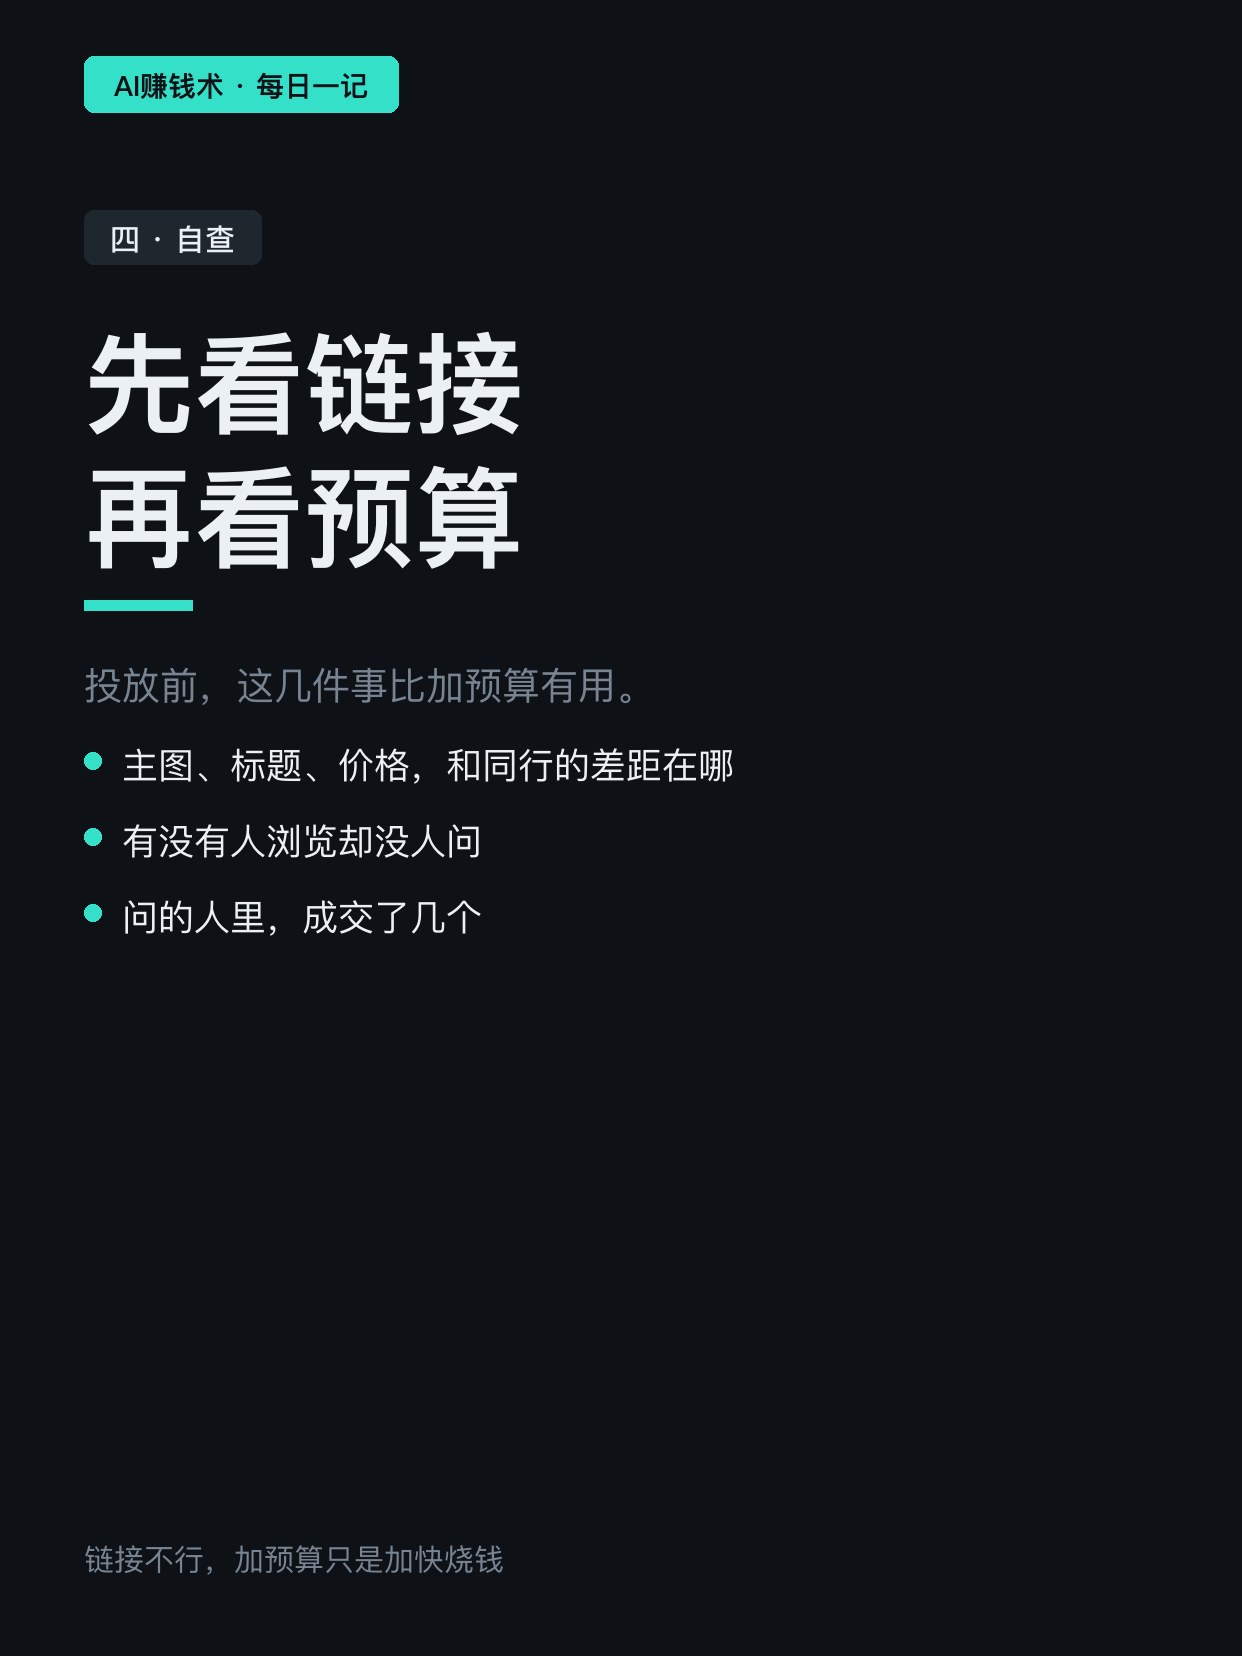 AI赚钱术 · 每日一记
四 · 自查
先看链接
再看预算
投放前，这几件事比加预算有用。
主图、标题、价格，和同行的差距在哪
有没有人浏览却没人问
问的人里，成交了几个
链接不行，加预算只是加快烧钱